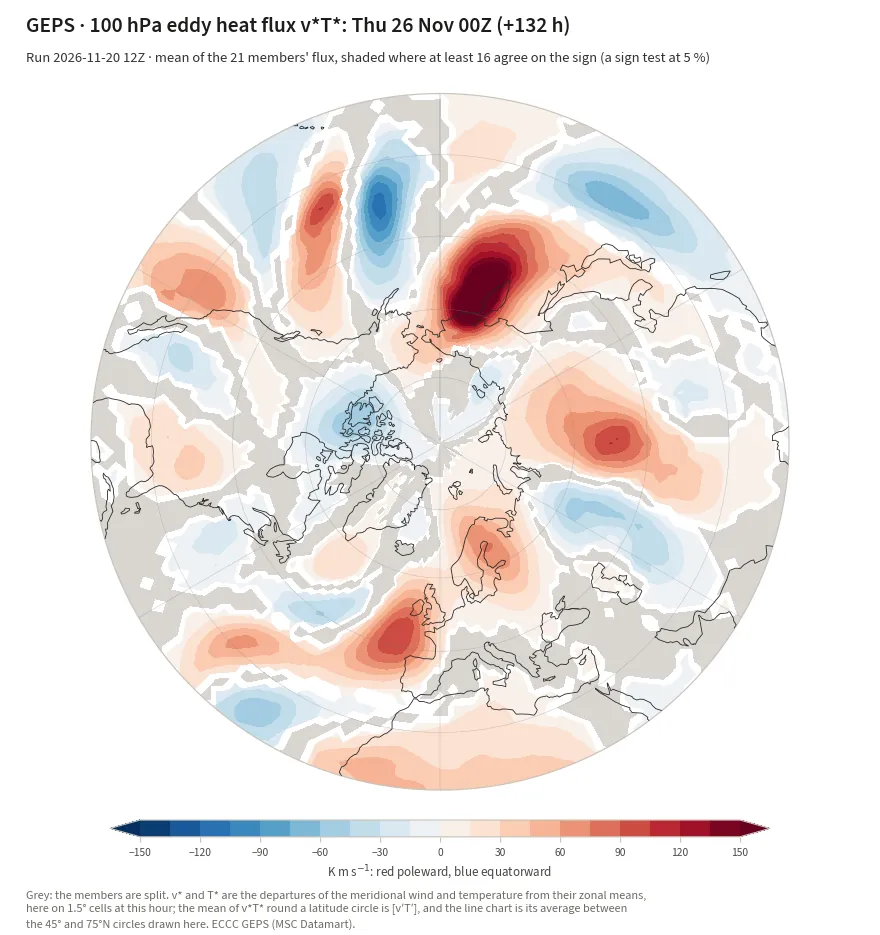 GEPS · 100 hPa eddy heat flux v*T*: Thu 26 Nov 00Z (+132 h)
Run 2026-11-20 12Z · mean of the 21 members' flux, shaded where at least 16 agree on the sign (a sign test at 5 %)
−150 −120 −90 −60 −30 0 30 60 90 120 150
K m s⁻¹: red poleward, blue equatorward
Grey: the members are split. v* and T* are the departures of the meridional wind and temperature from their zonal means,
here on 1.5° cells at this hour; the mean of v*T* round a latitude circle is [v'T'], and the line chart is its average between
the 45° and 75°N circles drawn here. ECCC GEPS (MSC Datamart).